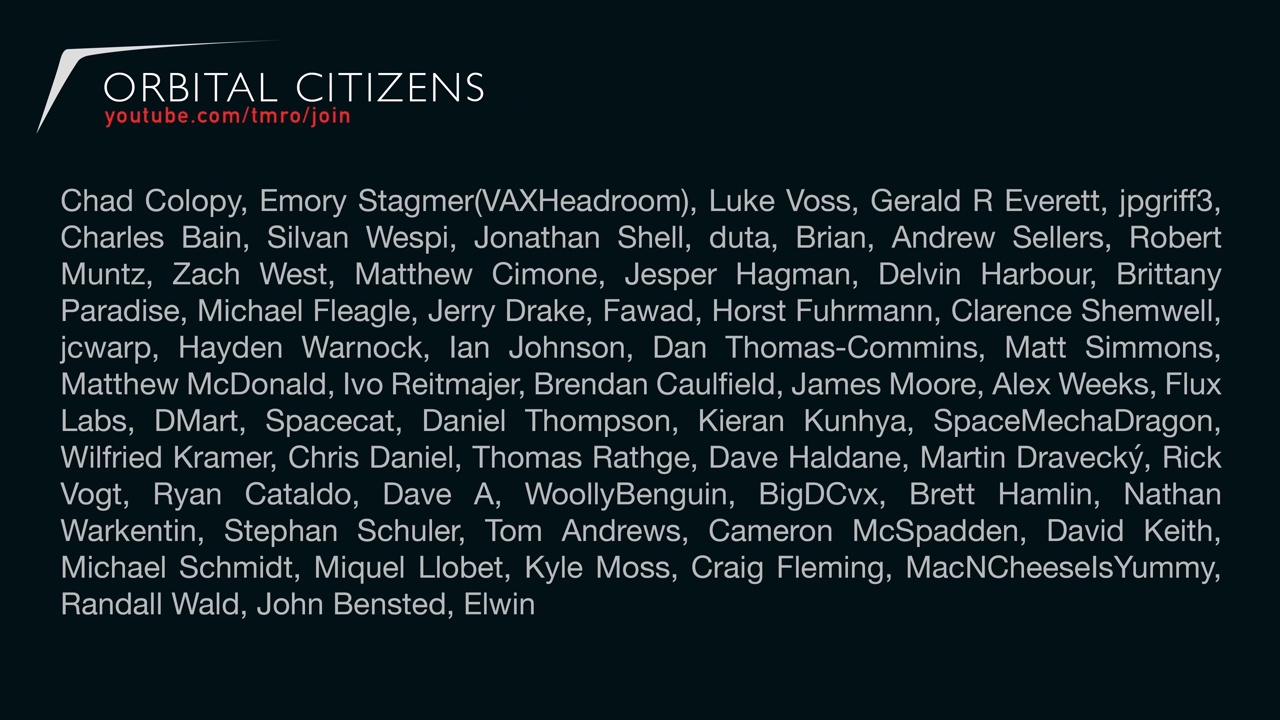 ORBITAL CITIZENS
youtube.com/tmro/join
Chad Colopy, Emory Stagmer(VAXHeadroom), Luke Voss, Gerald R Everett, jpgriff3,
Charles Bain, Silvan Wespi, Jonathan Shell, duta, Brian, Andrew Sellers, Robert
Muntz, Zach West, Matthew Cimone, Jesper Hagman, Delvin Harbour, Brittany
Paradise, Michael Fleagle, Jerry Drake, Fawad, Horst Fuhrmann, Clarence Shemwell,
jcwarp, Hayden Warnock, Ian Johnson, Dan Thomas-Commins, Matt Simmons,
Matthew McDonald, Ivo Reitmajer, Brendan Caulfield, James Moore, Alex Weeks, Flux
Labs, DMart, Spacecat, Daniel Thompson, Kieran Kunhya, SpaceMechaDragon,
Wilfried Kramer, Chris Daniel, Thomas Rathge, Dave Haldane, Martin Dravecký, Rick
Vogt, Ryan Cataldo, Dave A, WoollyBenguin, BigDCvx, Brett Hamlin, Nathan
Warkentin, Stephan Schuler, Tom Andrews, Cameron McSpadden, David Keith,
Michael Schmidt, Miquel Llobet, Kyle Moss, Craig Fleming, MacNCheeseIsYummy,
Randall Wald, John Bensted, Elwin